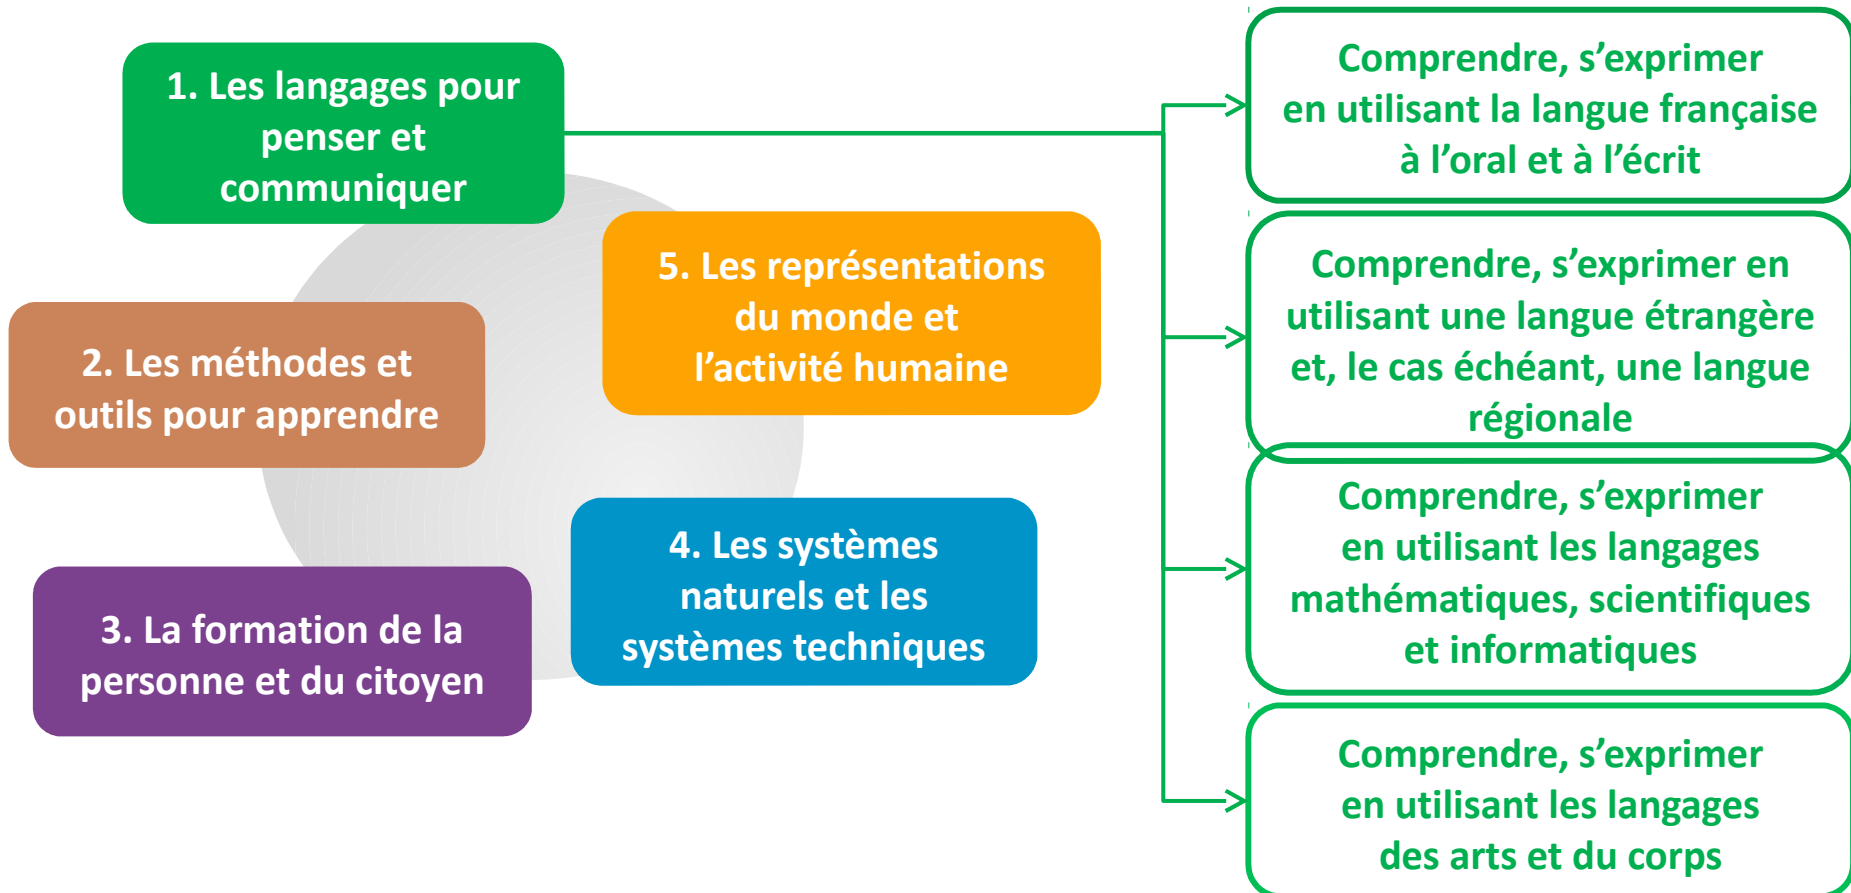 1. Les langages pour
penser et
communiquer
2. Les méthodes et
outils pour apprendre
3. La formation de la
personne et du citoyen
4. Les systèmes
naturels et les
systèmes techniques
5. Les représentations
du monde et
l’activité humaine
Comprendre, s’exprimer
en utilisant la langue française
à l’oral et à l’écrit
Comprendre, s’exprimer en
utilisant une langue étrangère
et, le cas échéant, une langue
régionale
Comprendre, s’exprimer
en utilisant les langages
mathématiques, scientifiques
et informatiques
Comprendre, s’exprimer
en utilisant les langages
des arts et du corps